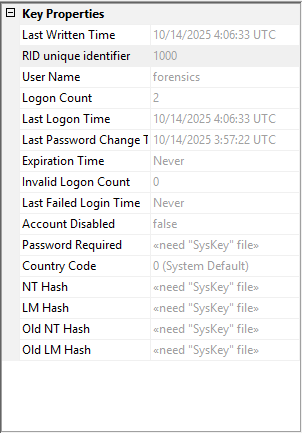 Key Properties
Last Written Time 10/14/2025 4:06:33 UTC
RID unique identifier 1000
User Name forensics
Logon Count 2
Last Logon Time 10/14/2025 4:06:33 UTC
Last Password Change T 10/14/2025 3:57:22 UTC
Expiration Time Never
Invalid Logon Count 0
Last Failed Login Time Never
Account Disabled false
Password Required «need "SysKey" file»
Country Code 0 (System Default)
NT Hash «need "SysKey" file»
LM Hash «need "SysKey" file»
Old NT Hash «need "SysKey" file»
Old LM Hash «need "SysKey" file»